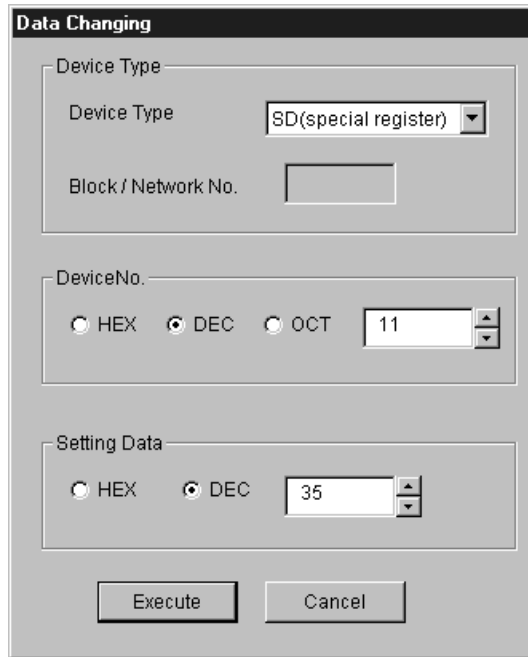 Data Changing
Device Type
Device Type SD(special register)
Block / Network No.
DeviceNo.
HEX DEC OCT 11
Setting Data
HEX DEC 35
Execute Cancel